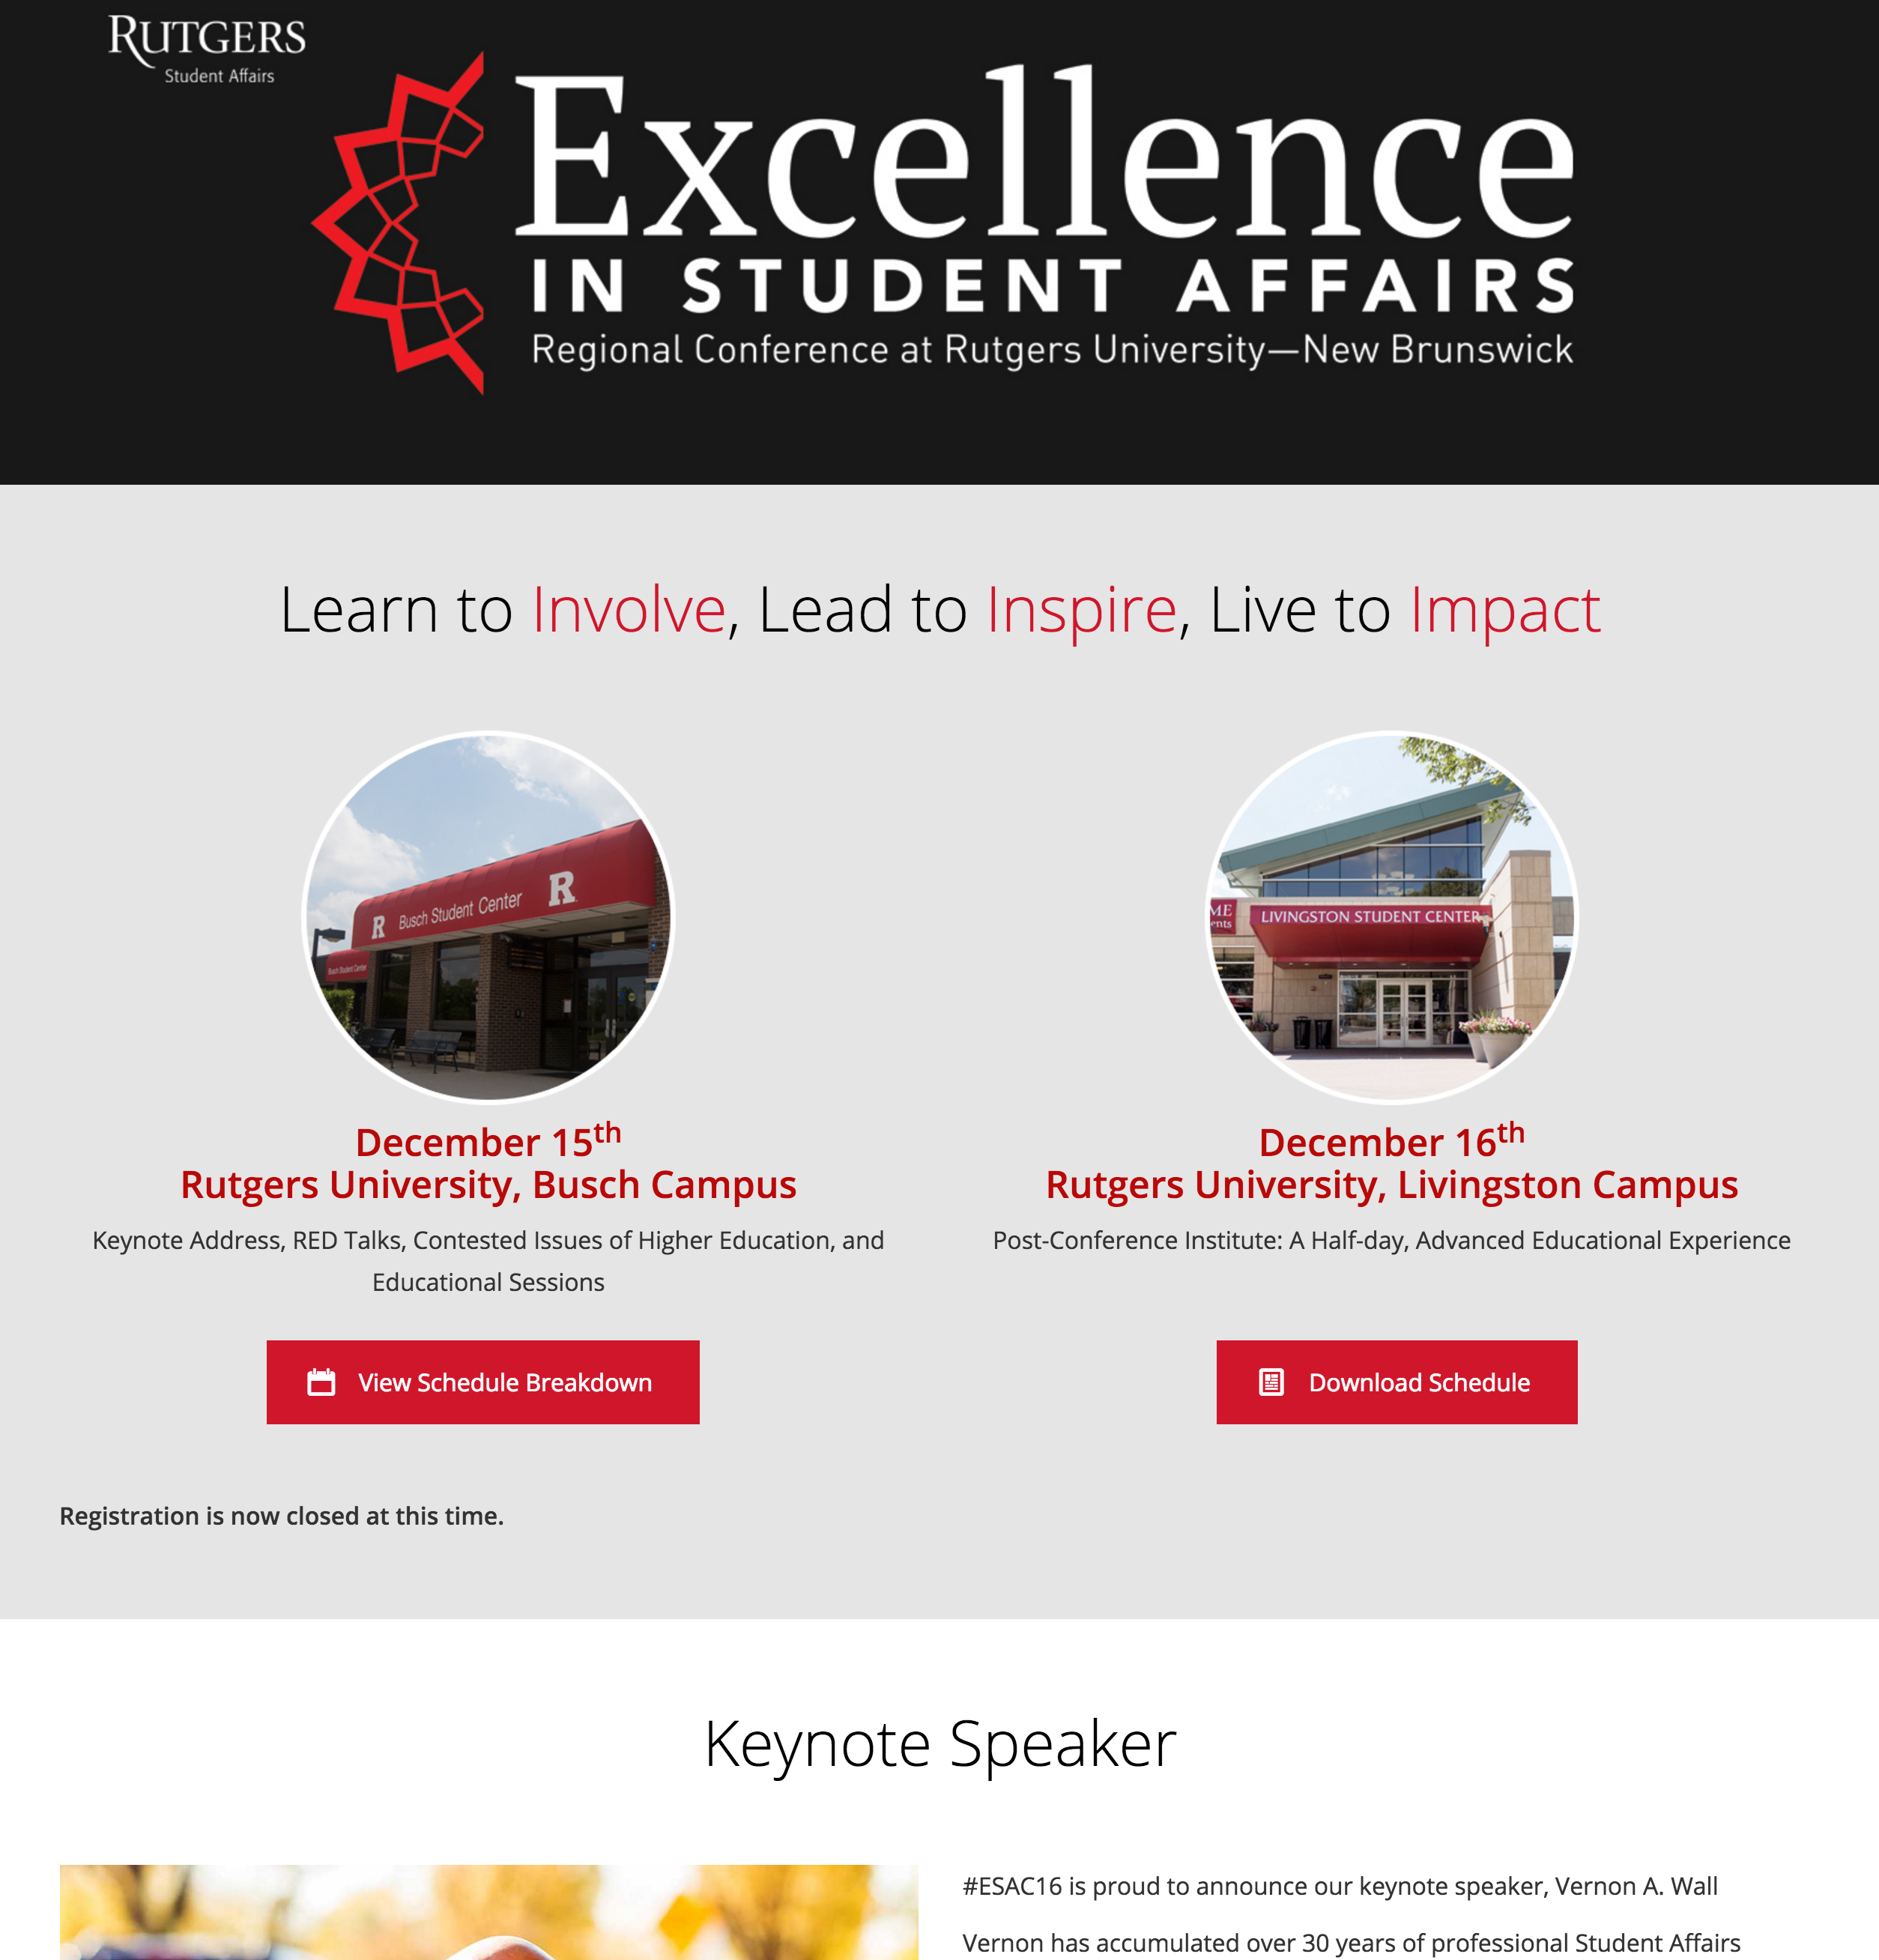 RUTGERS
Student Affairs
Excellence
IN STUDENT AFFAIRS
Regional Conference at Rutgers University—New Brunswick
Learn to Involve, Lead to Inspire, Live to Impact
R Busch Student Center R
Busch Student Center
ME
ents
LIVINGSTON STUDENT CENTER
December 15th
Rutgers University, Busch Campus
Keynote Address, RED Talks, Contested Issues of Higher Education, and
Educational Sessions
View Schedule Breakdown
December 16th
Rutgers University, Livingston Campus
Post-Conference Institute: A Half-day, Advanced Educational Experience
Download Schedule
Registration is now closed at this time.
Keynote Speaker
#ESAC16 is proud to announce our keynote speaker, Vernon A. Wall
Vernon has accumulated over 30 years of professional Student Affairs